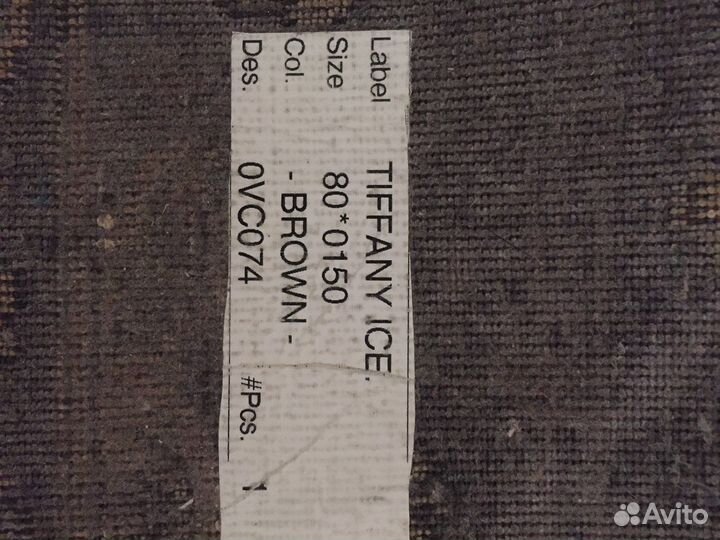 Label TIFFANY ICE.
Size 80*0150
Col. - BROWN -
Des. 0VC074 #Pcs. 1
Avito